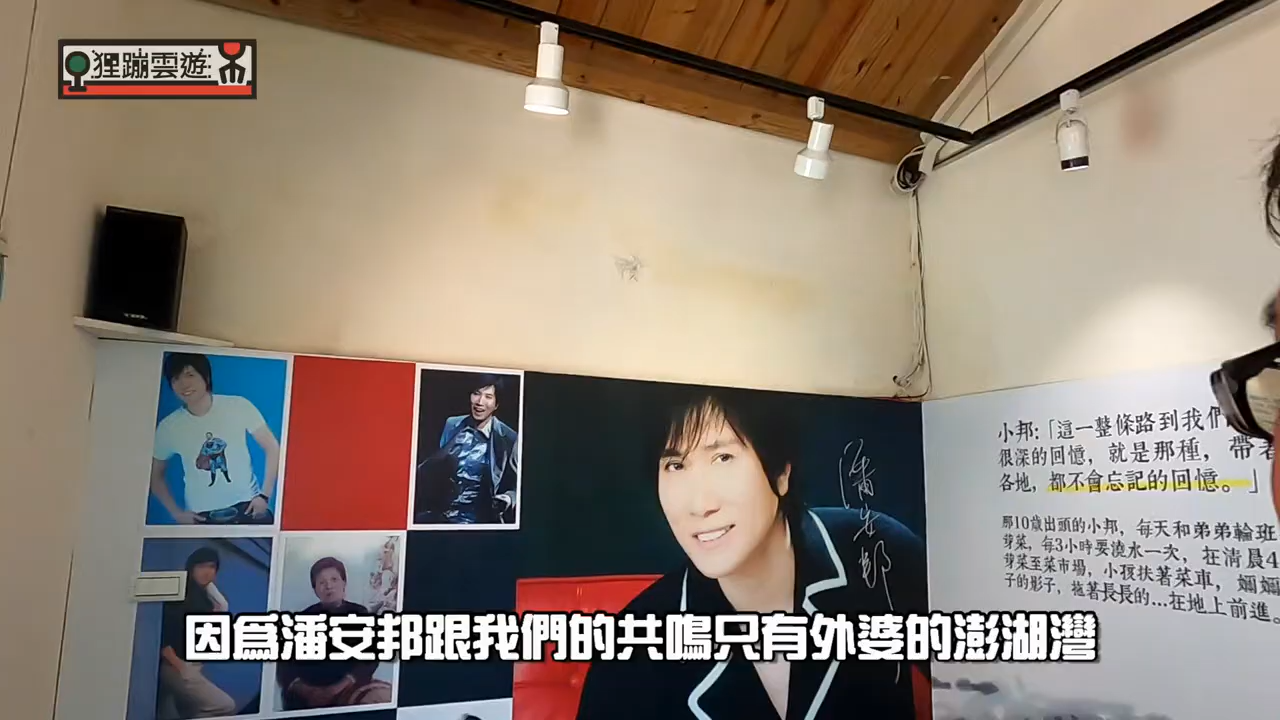 狸蹦雲遊
潘安邦
小邦:「這一整條路到我們
很深的回憶,就是那種,帶著
各地,都不會忘記的回憶。」
那10歲出頭的小邦,每天和弟弟輪班
芽菜,每3小時要澆水一次,在清晨4
芽菜至菜市場,小孩扶著菜車,
子的影子,拖著長長的...在地上前進。
因為潘安邦跟我們的共鳴只有外婆的澎湖灣